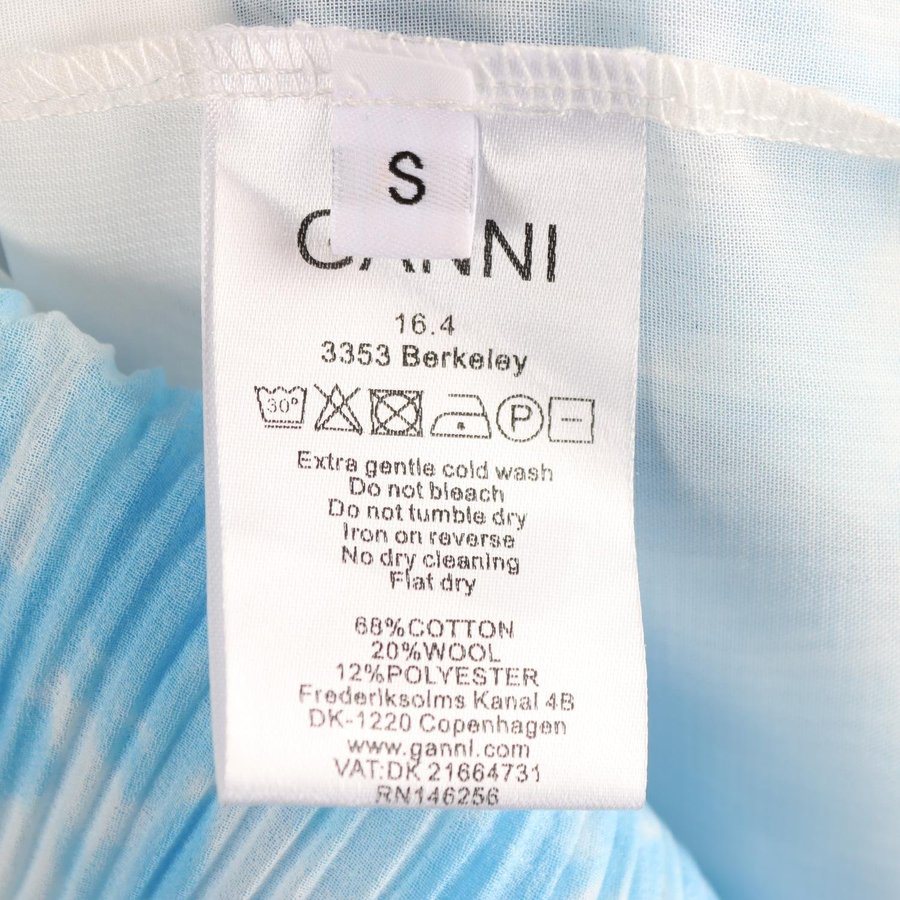 S
GANNI
16.4
3353 Berkeley
30°
P
Extra gentle cold wash
Do not bleach
Do not tumble dry
Iron on reverse
No dry cleaning
Flat dry
68%COTTON
20%WOOL
12%POLYESTER
Frederiksolms Kanal 4B
DK-1220 Copenhagen
www.ganni.com
VAT:DK 21664731
RN146256